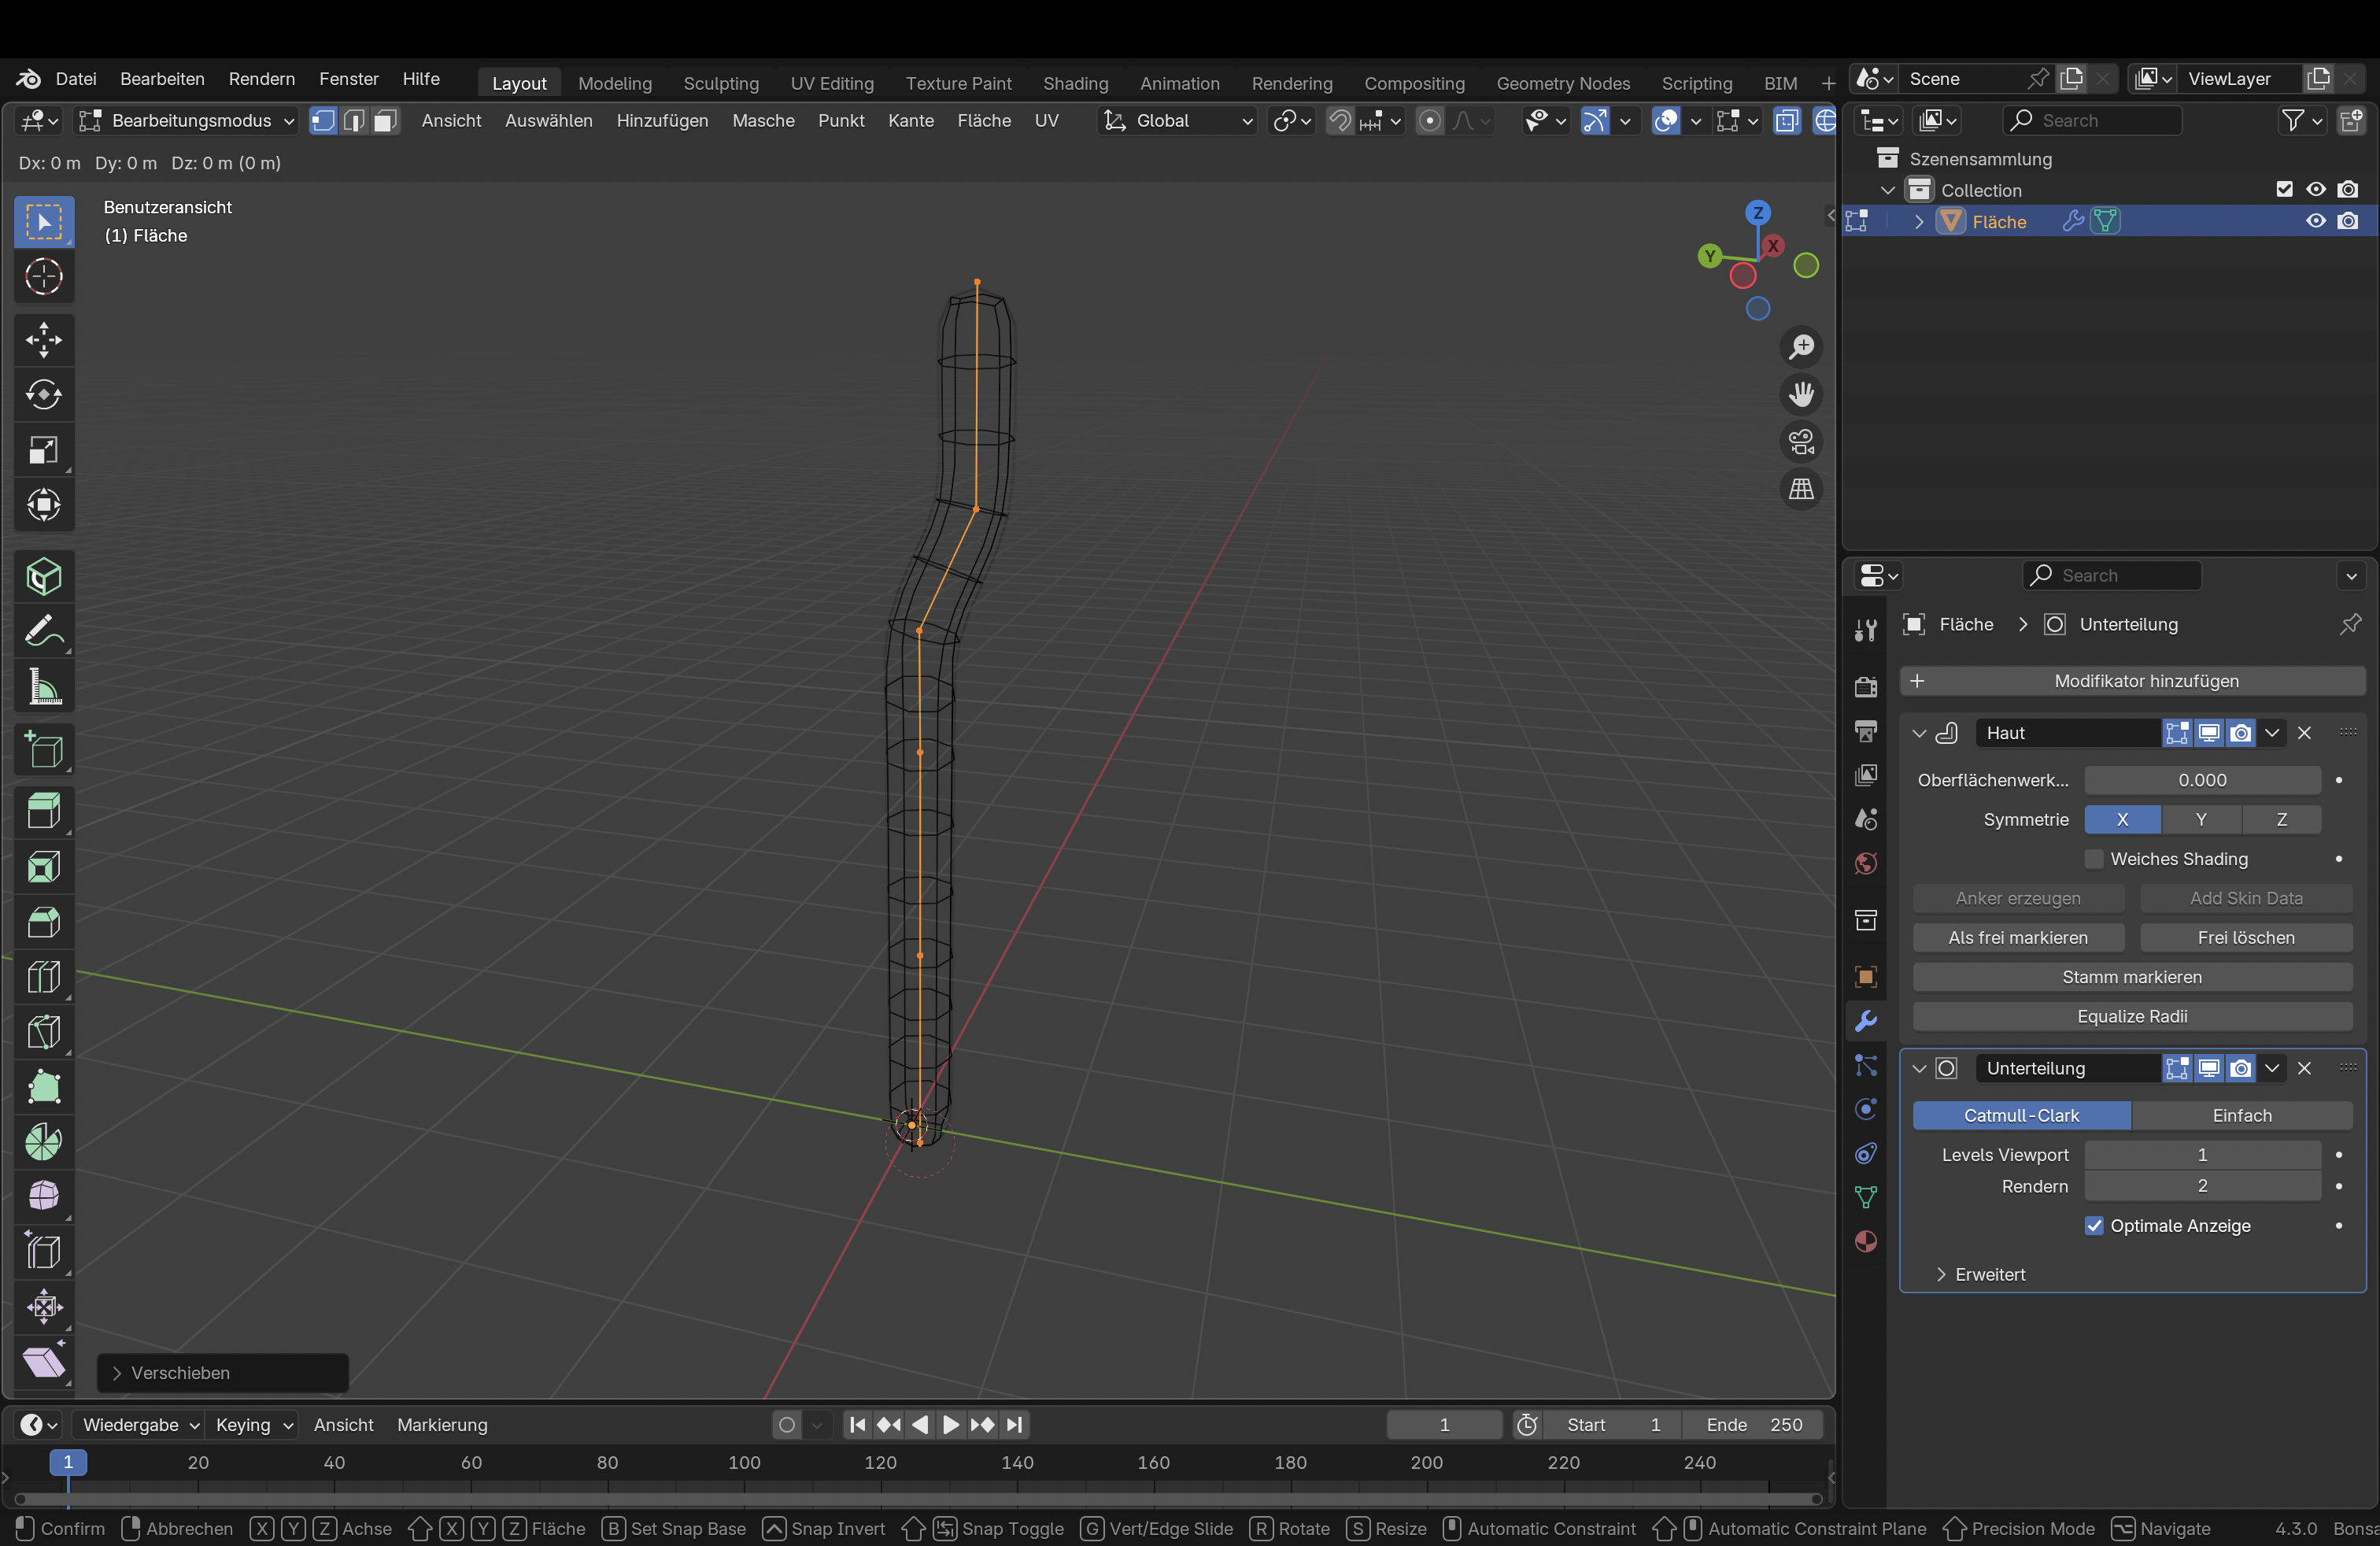 Datei Bearbeiten Rendern Fenster Hilfe Layout Modeling Sculpting UV Editing Texture Paint Shading Animation Rendering Compositing Geometry Nodes Scripting BIM Scene ViewLayer
Bearbeitungsmodus Ansicht Auswählen Hinzufügen Masche Punkt Kante Fläche UV Global Search
Dx: 0 m Dy: 0 m Dz: 0 m (0 m)
Szenensammlung
Collection
Fläche
Benutzeransicht
(1) Fläche
Z
X
Y
Search
Fläche Unterteilung
Modifikator hinzufügen
Haut
Oberflächenwerk... 0.000
Symmetrie X Y Z
Weiches Shading
Anker erzeugen Add Skin Data
Als frei markieren Frei löschen
Stamm markieren
Equalize Radii
Unterteilung
Catmull-Clark Einfach
Levels Viewport 1
Rendern 2
Optimale Anzeige
Erweitert
Verschieben
Wiedergabe Keying Ansicht Markierung 1 Start 1 Ende 250
1 20 40 60 80 100 120 140 160 180 200 220 240
Confirm Abbrechen X Y Z Achse X Y Z Fläche B Set Snap Base Snap Invert Snap Toggle G Vert/Edge Slide R Rotate S Resize Automatic Constraint Automatic Constraint Plane Precision Mode Navigate 4.3.0 Bonsa